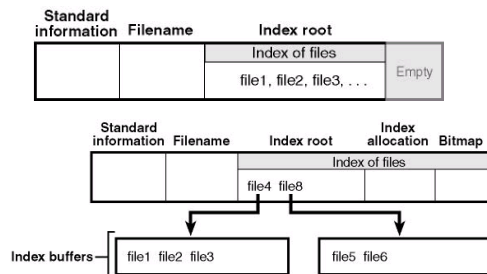 Standard information Filename Index root
Index of files
file1, file2, file3, . . .
Empty
Standard information Filename Index root Index allocation Bitmap
Index of files
file4 file8
Index buffers
file1 file2 file3
file5 file6